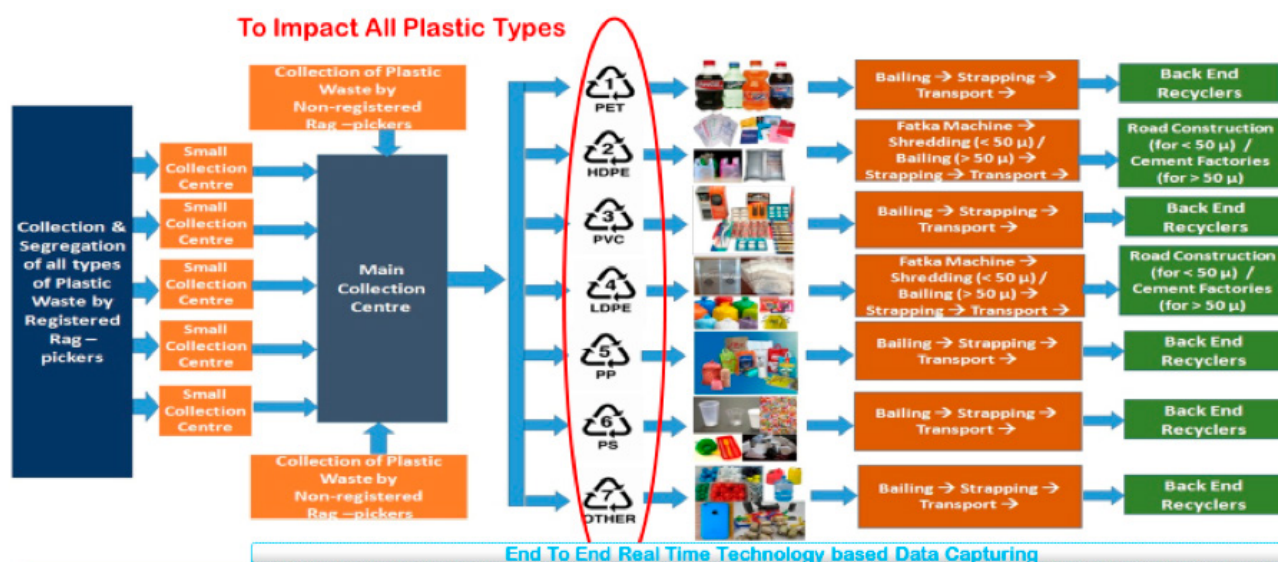 To Impact All Plastic Types
Collection &
Segregation
of all types
of Plastic
Waste by
Registered
Rag –
pickers
Small
Collection
Centre
Small
Collection
Centre
Small
Collection
Centre
Small
Collection
Centre
Small
Collection
Centre
Collection of Plastic
Waste by
Non-registered
Rag –pickers
Main
Collection
Centre
Collection of Plastic
Waste by
Non-registered
Rag –pickers
1
PET
Bailing → Strapping →
Transport →
Back End
Recyclers
2
HDPE
Fatka Machine →
Shredding (< 50 µ) /
Bailing (> 50 µ) →
Strapping → Transport →
Road Construction
(for < 50 µ) /
Cement Factories
(for > 50 µ)
3
PVC
Bailing → Strapping →
Transport →
Back End
Recyclers
4
LDPE
Fatka Machine →
Shredding (< 50 µ) /
Bailing (> 50 µ) →
Strapping → Transport →
Road Construction
(for < 50 µ) /
Cement Factories
(for > 50 µ)
5
PP
Bailing → Strapping →
Transport →
Back End
Recyclers
6
PS
Bailing → Strapping →
Transport →
Back End
Recyclers
7
OTHER
Bailing → Strapping →
Transport →
Back End
Recyclers
End To End Real Time Technology based Data Capturing